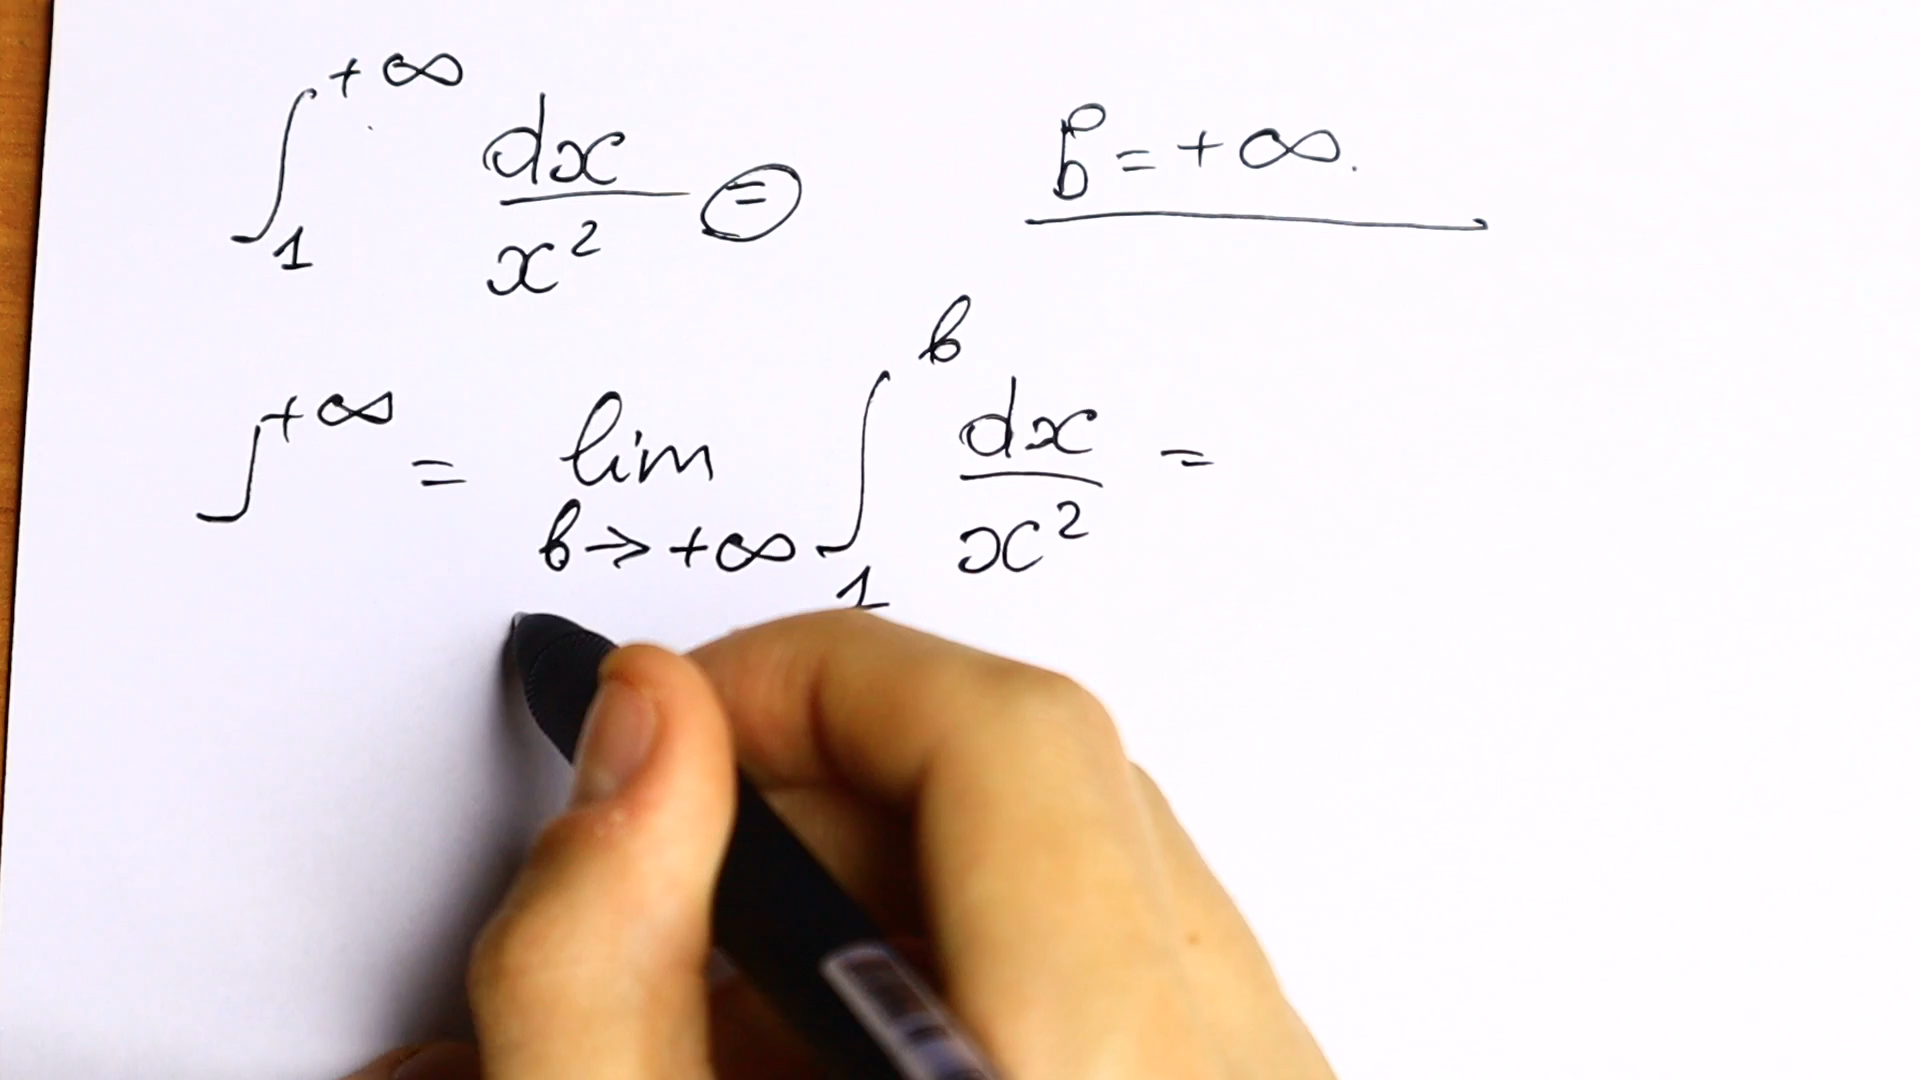 ∫₁^{+∞} dx/x² =
b = +∞.
∫^{+∞} = lim_{b→+∞} ∫₁^b dx/x² =